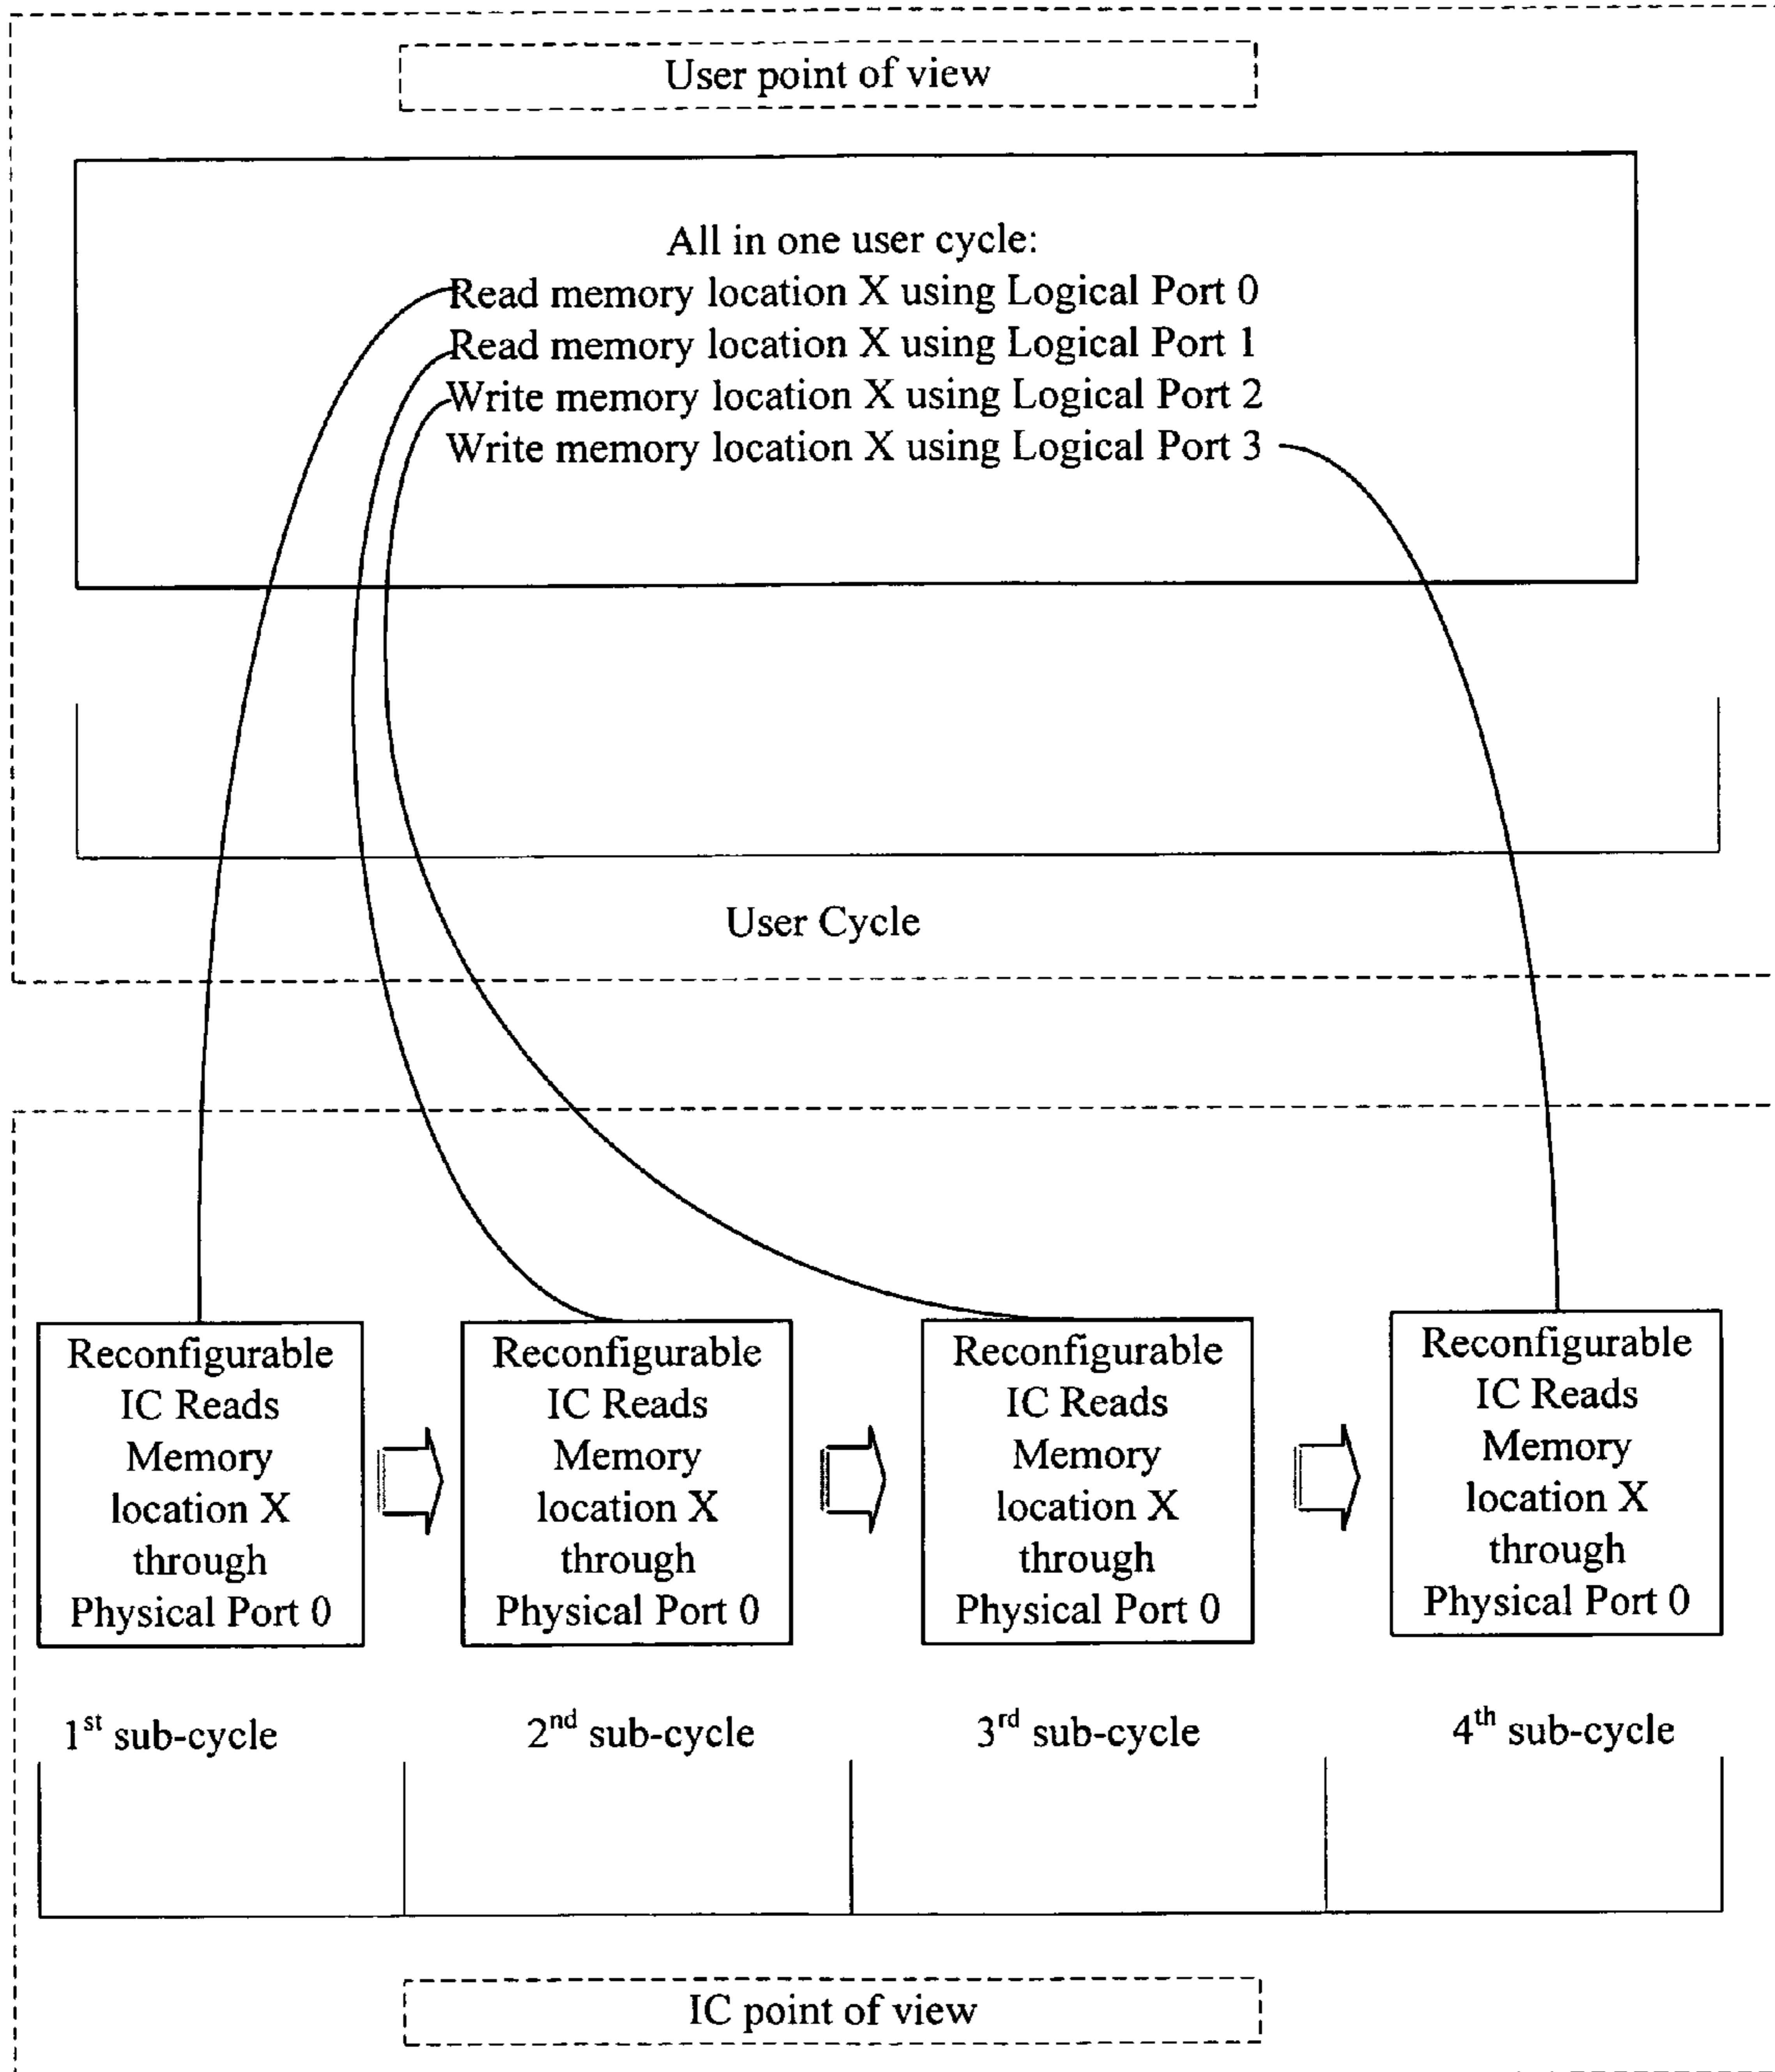 User point of view
All in one user cycle:
Read memory location X using Logical Port 0
Read memory location X using Logical Port 1
Write memory location X using Logical Port 2
Write memory location X using Logical Port 3
User Cycle
Reconfigurable
IC Reads
Memory
location X
through
Physical Port 0
Reconfigurable
IC Reads
Memory
location X
through
Physical Port 0
Reconfigurable
IC Reads
Memory
location X
through
Physical Port 0
Reconfigurable
IC Reads
Memory
location X
through
Physical Port 0
1st sub-cycle
2nd sub-cycle
3rd sub-cycle
4th sub-cycle
IC point of view